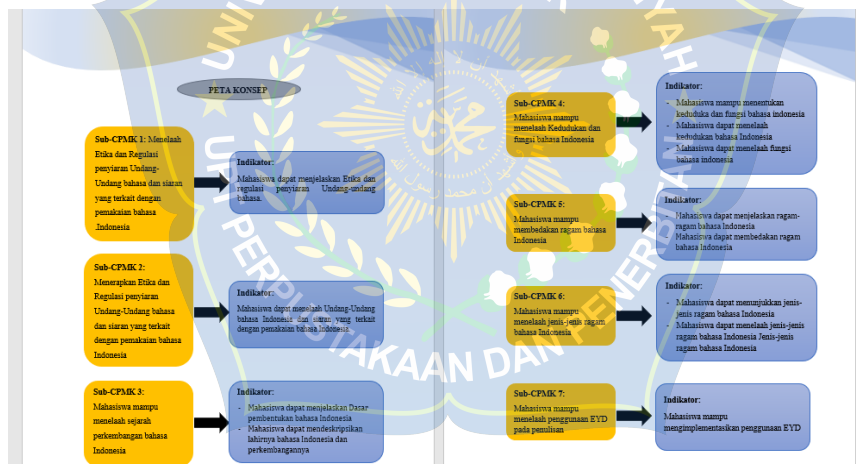 PETA KONSEP
Sub-CPMK 1: Menelaah
Etika dan Regulasi
penyiaran Undang-
Undang bahasa dan siaran
yang terkait dengan
pemakaian bahasa
.Indonesia
Indikator:
Mahasiswa dapat menjelaskan Etika dan
regulasi penyiaran Undang-undang
bahasa.
Sub-CPMK 2:
Menerapkan Etika dan
Regulasi penyiaran
Undang-Undang bahasa
dan siaran yang terkait
dengan pemakaian bahasa
Indonesia
Indikator:
Mahasiswa dapat menelaah Undang-Undang
bahasa Indonesia dan siaran yang terkait
dengan pemakaian bahasa Indonesia.
Sub-CPMK 3:
Mahasiswa mampu
menelaah sejarah
perkembangan bahasa
Indonesia
Indikator:
- Mahasiswa dapat menjelaskan Dasar
pembentukan bahasa Indonesia
- Mahasiswa dapat mendeskripsikan
lahirnya bahasa Indonesia dan
perkembangannya
Sub-CPMK 4:
Mahasiswa mampu
menelaah Kedudukan dan
fungsi bahasa Indonesia
Indikator:
- Mahasiswa mampu menentukan
keduduka dan fungsi bahasa indonesia
- Mahasiswa dapat menelaah
kedudukan bahasa Indonesia
- Mahasiswa dapat menelaah fungsi
bahasa indonesia
Sub-CPMK 5:
Mahasiswa mampu
membedakan ragam bahasa
Indonesia
Indikator:
- Mahasiswa dapat menjelaskan ragam-
ragam bahasa Indonesia
- Mahasiswa dapat membedakan ragam
bahasa Indonesia
Sub-CPMK 6:
Mahasiswa mampu
menelaah jenis-jenis ragam
bahasa Indonesia
Indikator:
- Mahasiswa dapat menunjukkan jenis-
jenis ragam bahasa Indonesia
- Mahasiswa dapat menelaah jenis-jenis
ragam bahasa Indonesia Jenis-jenis
ragam bahasa Indonesia
Sub-CPMK 7:
Mahasiswa mampu
menelaah penggunaan EYD
pada penulisan
Indikator:
Mahasiswa mampu
mengimplementasikan penggunaan EYD
UPT PERPUSTAKAAN DAN PENERBITAN